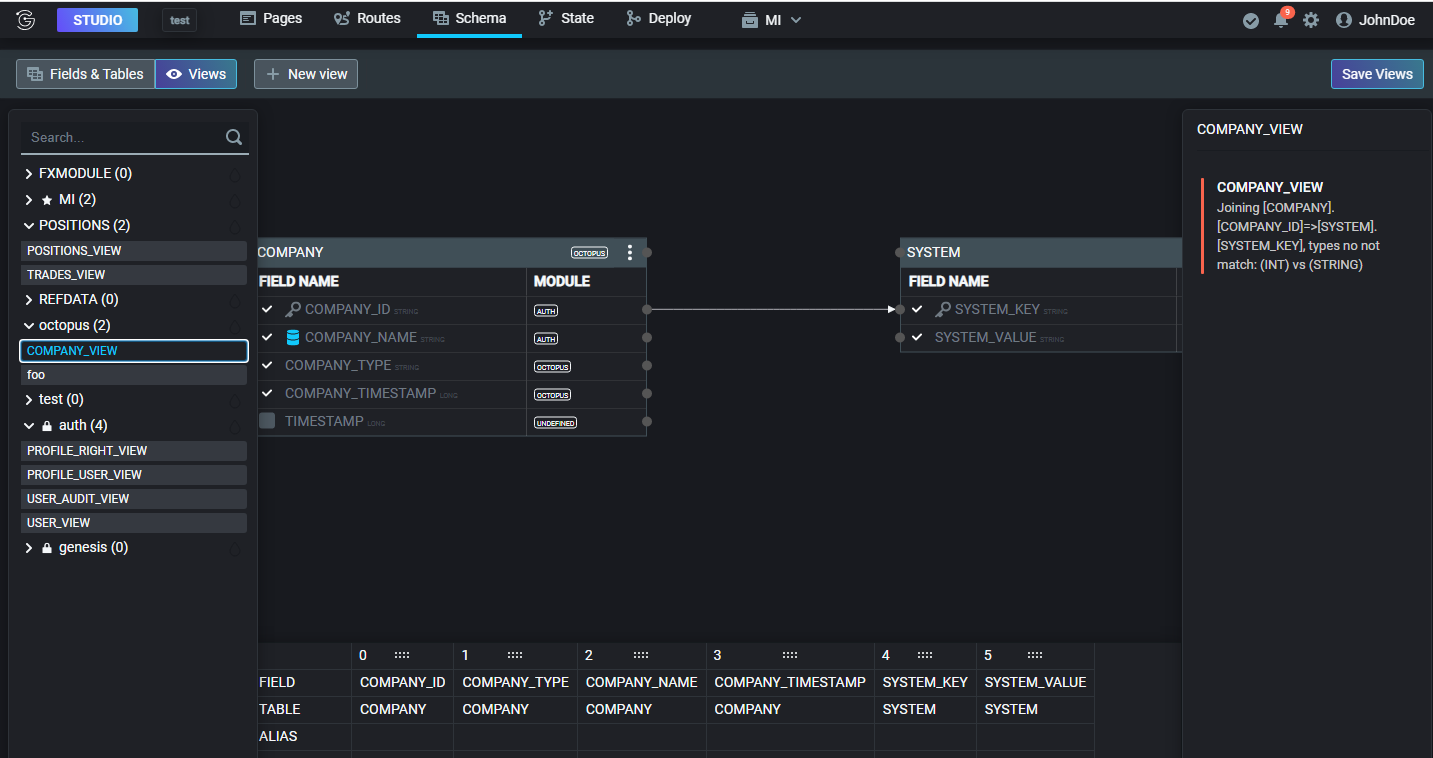 STUDIO
test
Pages
Routes
Schema
State
Deploy
MI
9
JohnDoe
Fields & Tables
Views
New view
Save Views
Search...
FXMODULE (0)
MI (2)
POSITIONS (2)
POSITIONS_VIEW
TRADES_VIEW
REFDATA (0)
octopus (2)
COMPANY_VIEW
foo
test (0)
auth (4)
PROFILE_RIGHT_VIEW
PROFILE_USER_VIEW
USER_AUDIT_VIEW
USER_VIEW
genesis (0)
COMPANY OCTOPUS
FIELD NAME MODULE
COMPANY_ID STRING AUTH
COMPANY_NAME STRING AUTH
COMPANY_TYPE STRING OCTOPUS
COMPANY_TIMESTAMP LONG OCTOPUS
TIMESTAMP LONG UNDEFINED
SYSTEM
FIELD NAME
SYSTEM_KEY STRING
SYSTEM_VALUE STRING
0 1 2 3 4 5
FIELD COMPANY_ID COMPANY_TYPE COMPANY_NAME COMPANY_TIMESTAMP SYSTEM_KEY SYSTEM_VALUE
TABLE COMPANY COMPANY COMPANY COMPANY SYSTEM SYSTEM
ALIAS
COMPANY_VIEW
COMPANY_VIEW
Joining [COMPANY].
[COMPANY_ID]=>[SYSTEM].
[SYSTEM_KEY], types no not
match: (INT) vs (STRING)